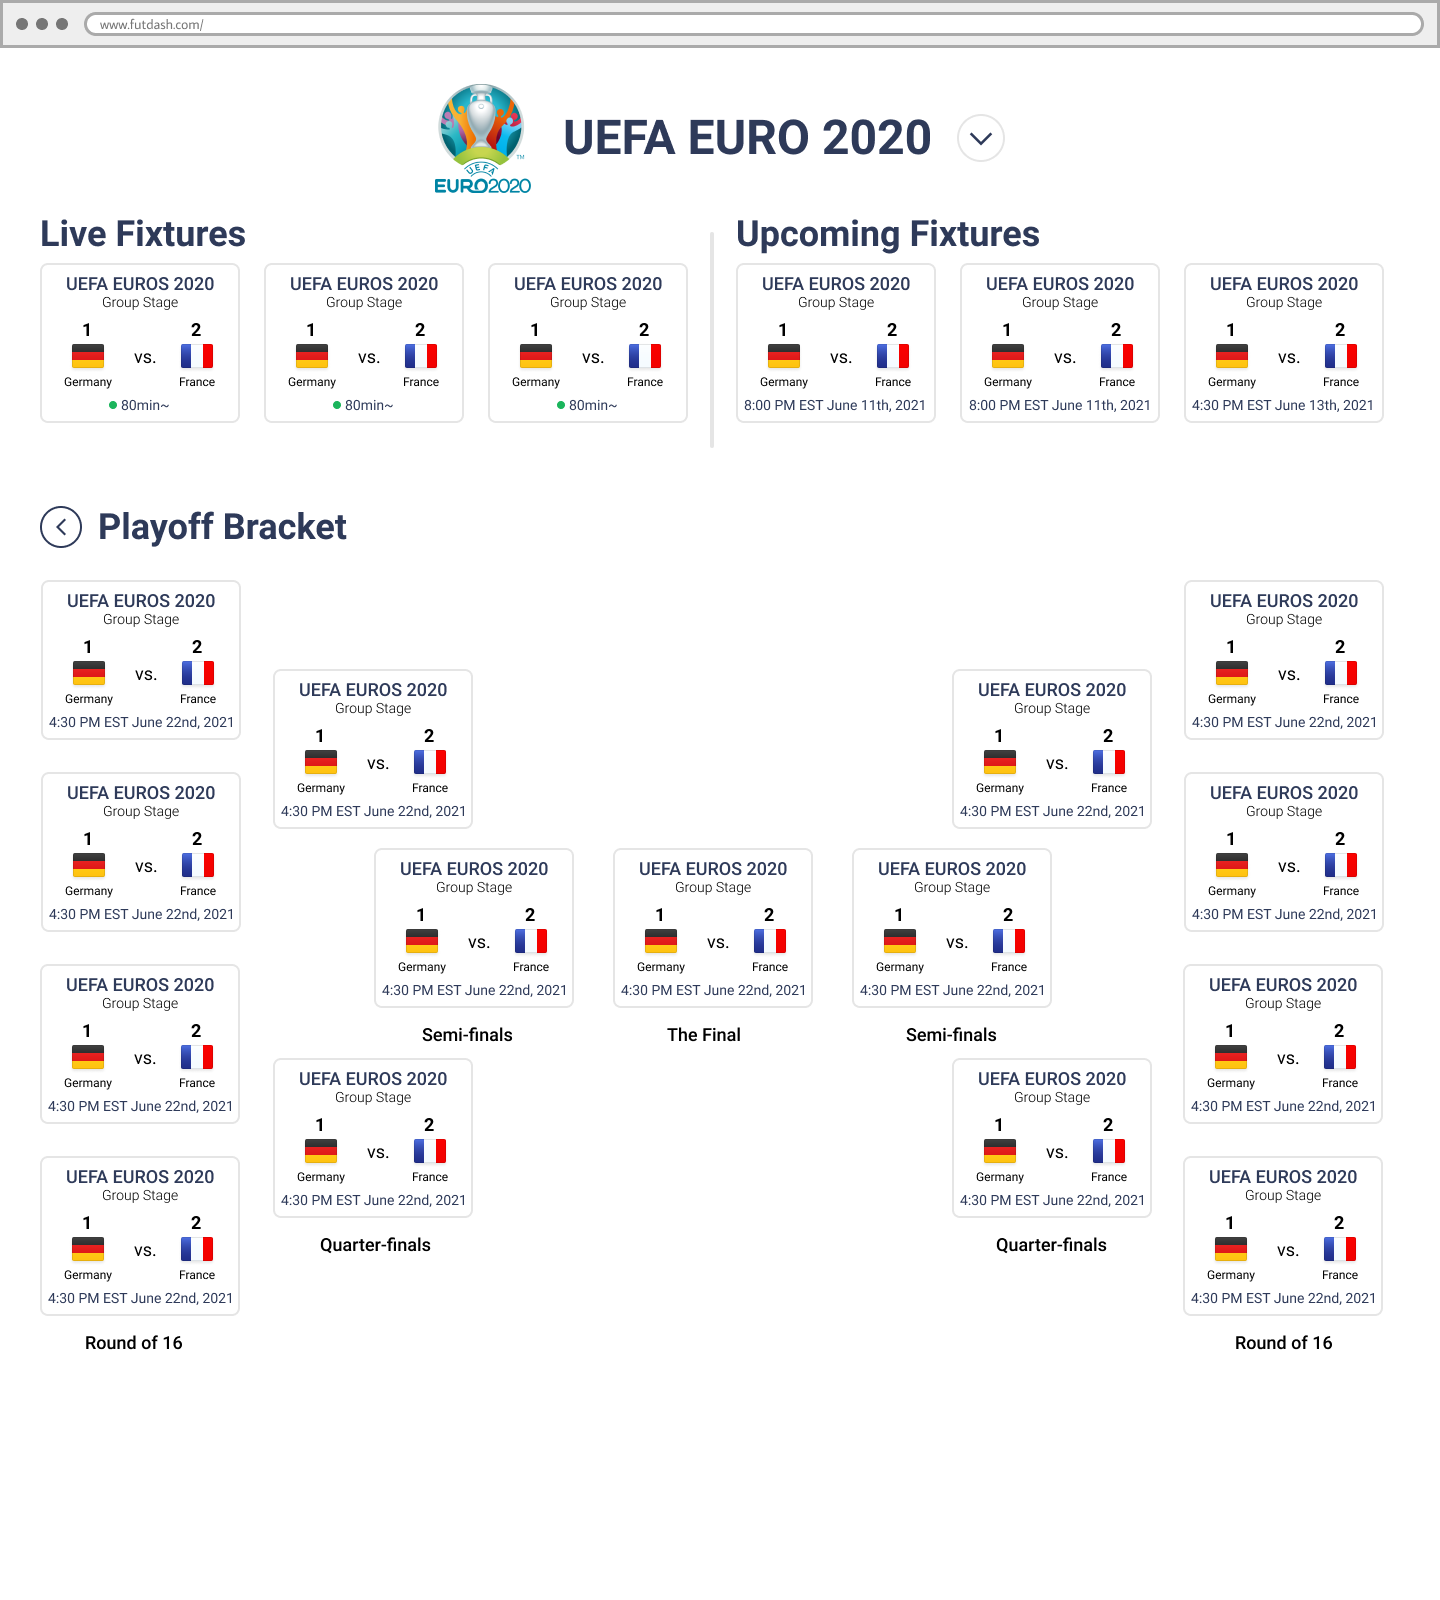 www.futdash.com/
UEFA
TM
EURO2020
UEFA EURO 2020
Live Fixtures
UEFA EUROS 2020
Group Stage
1 2
vs.
Germany France
80min~
UEFA EUROS 2020
Group Stage
1 2
vs.
Germany France
80min~
UEFA EUROS 2020
Group Stage
1 2
vs.
Germany France
80min~
Upcoming Fixtures
UEFA EUROS 2020
Group Stage
1 2
vs.
Germany France
8:00 PM EST June 11th, 2021
UEFA EUROS 2020
Group Stage
1 2
vs.
Germany France
8:00 PM EST June 11th, 2021
UEFA EUROS 2020
Group Stage
1 2
vs.
Germany France
4:30 PM EST June 13th, 2021
Playoff Bracket
UEFA EUROS 2020
Group Stage
1 2
vs.
Germany France
4:30 PM EST June 22nd, 2021
UEFA EUROS 2020
Group Stage
1 2
vs.
Germany France
4:30 PM EST June 22nd, 2021
UEFA EUROS 2020
Group Stage
1 2
vs.
Germany France
4:30 PM EST June 22nd, 2021
UEFA EUROS 2020
Group Stage
1 2
vs.
Germany France
4:30 PM EST June 22nd, 2021
Round of 16
UEFA EUROS 2020
Group Stage
1 2
vs.
Germany France
4:30 PM EST June 22nd, 2021
UEFA EUROS 2020
Group Stage
1 2
vs.
Germany France
4:30 PM EST June 22nd, 2021
Quarter-finals
UEFA EUROS 2020
Group Stage
1 2
vs.
Germany France
4:30 PM EST June 22nd, 2021
Semi-finals
UEFA EUROS 2020
Group Stage
1 2
vs.
Germany France
4:30 PM EST June 22nd, 2021
The Final
UEFA EUROS 2020
Group Stage
1 2
vs.
Germany France
4:30 PM EST June 22nd, 2021
Semi-finals
UEFA EUROS 2020
Group Stage
1 2
vs.
Germany France
4:30 PM EST June 22nd, 2021
UEFA EUROS 2020
Group Stage
1 2
vs.
Germany France
4:30 PM EST June 22nd, 2021
Quarter-finals
UEFA EUROS 2020
Group Stage
1 2
vs.
Germany France
4:30 PM EST June 22nd, 2021
UEFA EUROS 2020
Group Stage
1 2
vs.
Germany France
4:30 PM EST June 22nd, 2021
UEFA EUROS 2020
Group Stage
1 2
vs.
Germany France
4:30 PM EST June 22nd, 2021
UEFA EUROS 2020
Group Stage
1 2
vs.
Germany France
4:30 PM EST June 22nd, 2021
Round of 16